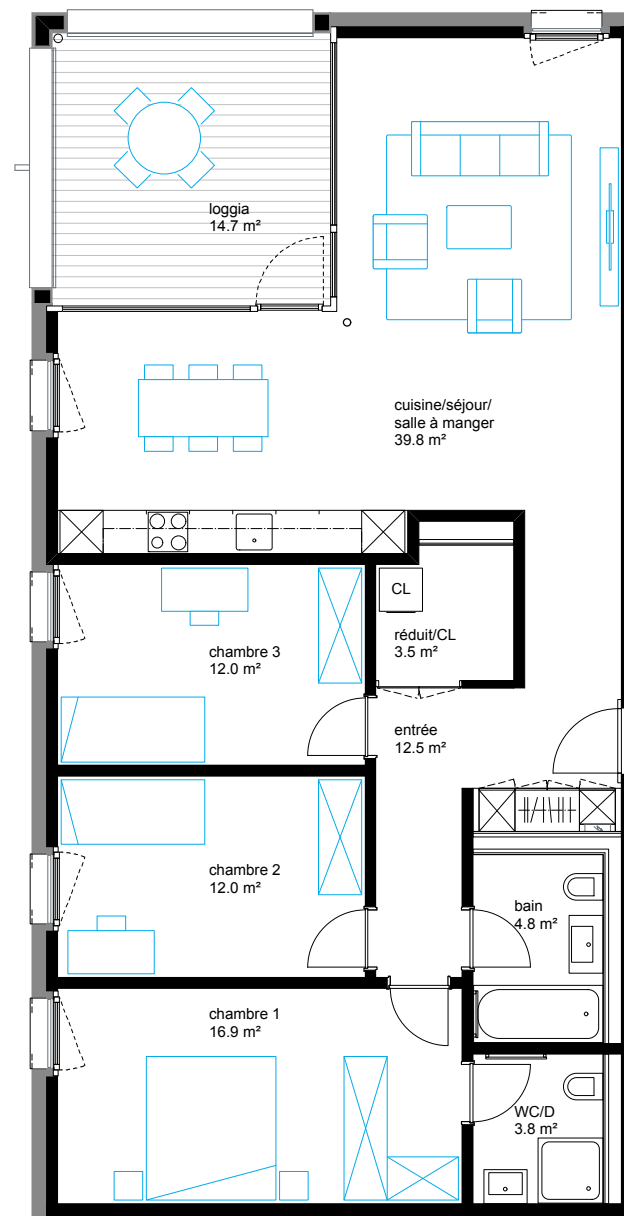 loggia
14.7 m²
cuisine/séjour/
salle à manger
39.8 m²
CL
réduit/CL
3.5 m²
chambre 3
12.0 m²
entrée
12.5 m²
chambre 2
12.0 m²
bain
4.8 m²
chambre 1
16.9 m²
WC/D
3.8 m²